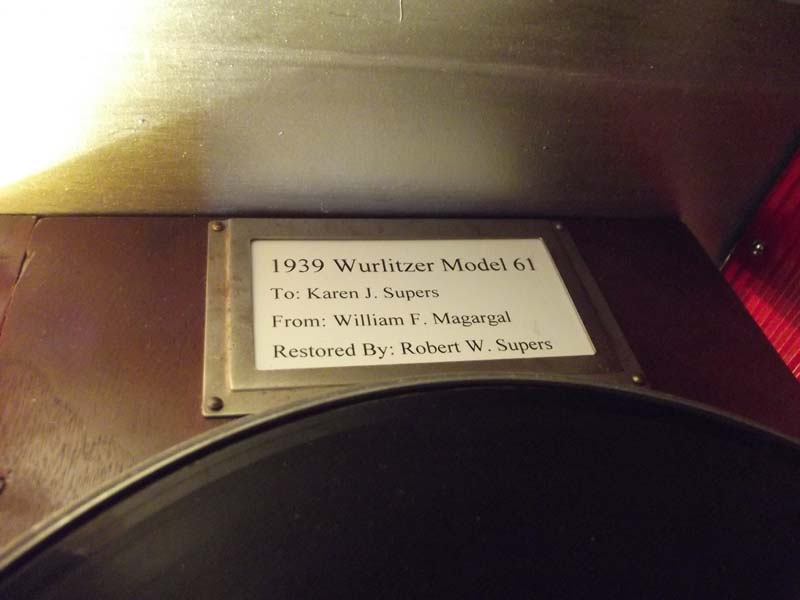 1939 Wurlitzer Model 61
To: Karen J. Supers
From: William F. Magargal
Restored By: Robert W. Supers